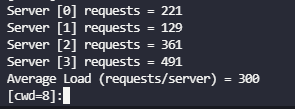 Server [0] requests = 221
Server [1] requests = 129
Server [2] requests = 361
Server [3] requests = 491
Average Load (requests/server) = 300
[cwd=8]: